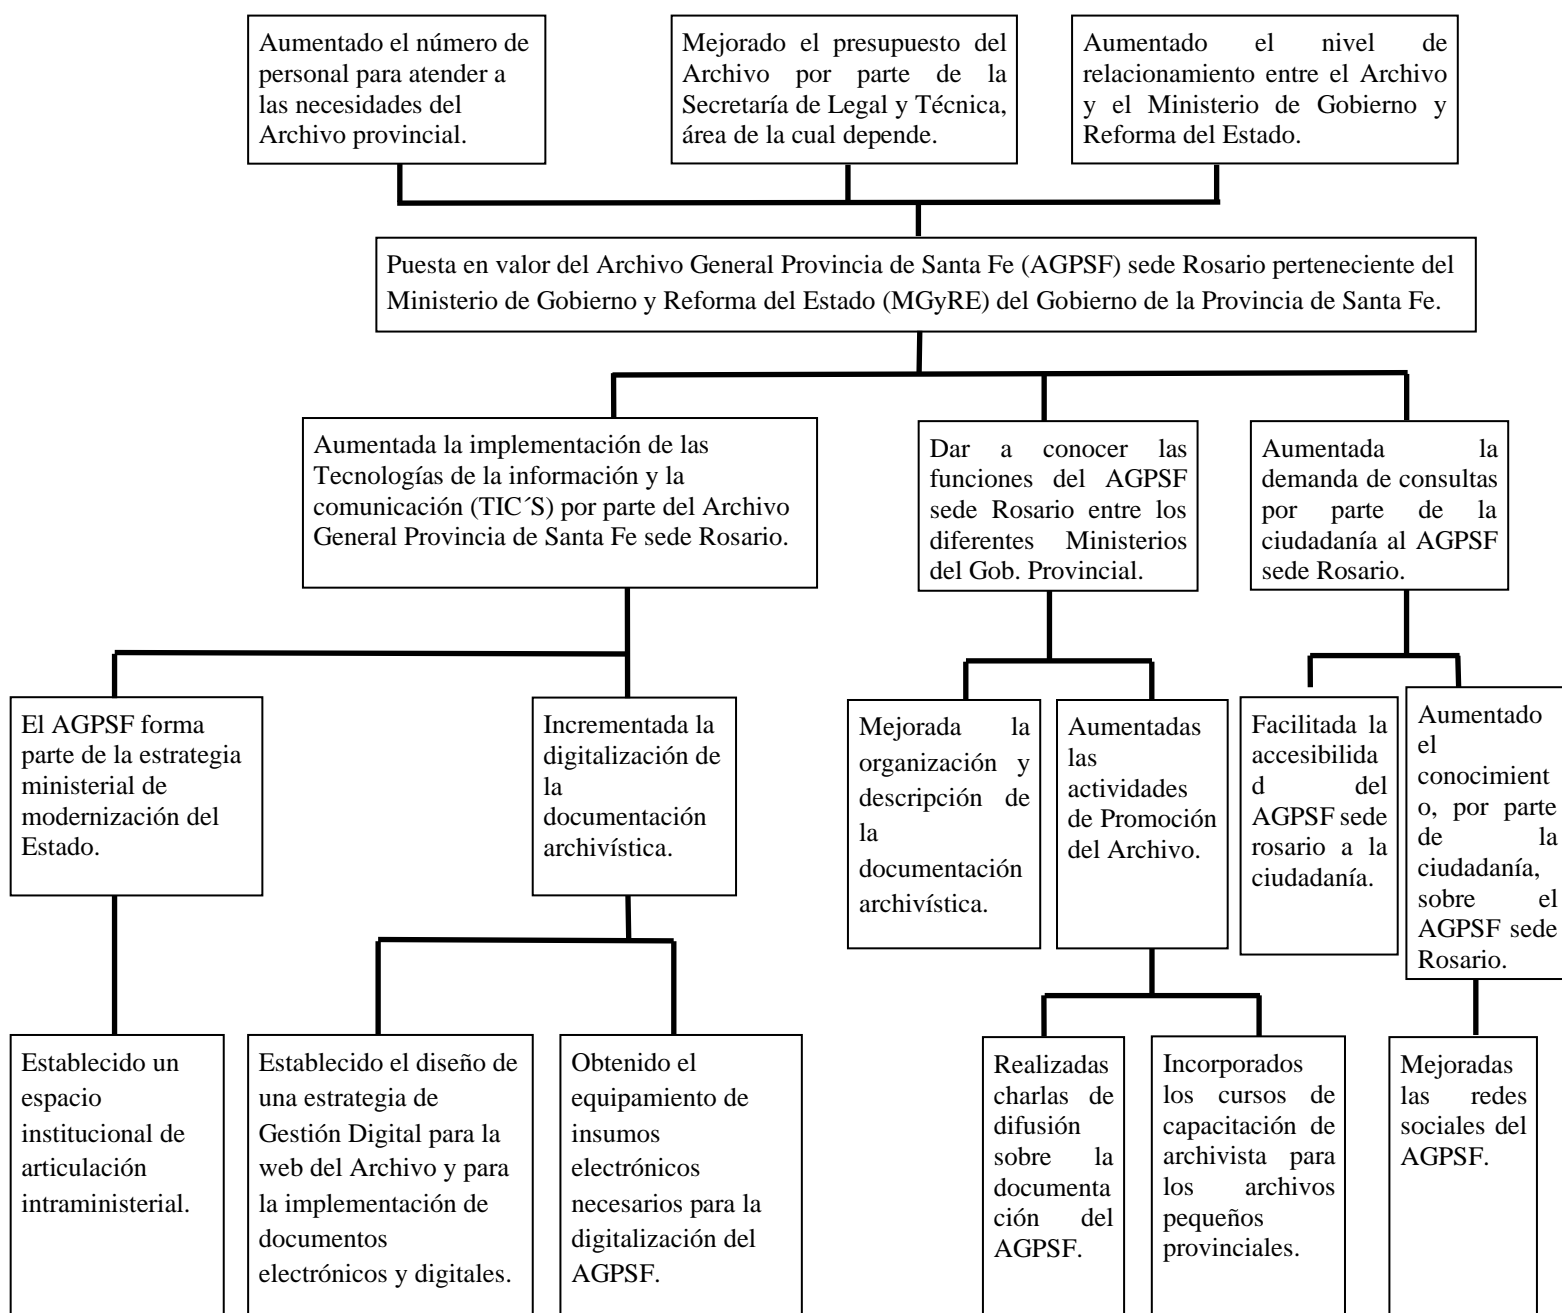 Aumentado el número de
personal para atender a
las necesidades del
Archivo provincial.
Mejorado el presupuesto del
Archivo por parte de la
Secretaría de Legal y Técnica,
área de la cual depende.
Aumentado el nivel de
relacionamiento entre el Archivo
y el Ministerio de Gobierno y
Reforma del Estado.
Puesta en valor del Archivo General Provincia de Santa Fe (AGPSF) sede Rosario perteneciente del
Ministerio de Gobierno y Reforma del Estado (MGyRE) del Gobierno de la Provincia de Santa Fe.
Aumentada la implementación de las
Tecnologías de la información y la
comunicación (TIC´S) por parte del Archivo
General Provincia de Santa Fe sede Rosario.
Dar a conocer las
funciones del AGPSF
sede Rosario entre los
diferentes Ministerios
del Gob. Provincial.
Aumentada la
demanda de consultas
por parte de la
ciudadanía al AGPSF
sede Rosario.
El AGPSF forma
parte de la estrategia
ministerial de
modernización del
Estado.
Incrementada la
digitalización de
la
documentación
archivística.
Mejorada la
organización y
descripción de
la
documentación
archivística.
Aumentadas
las
actividades
de Promoción
del Archivo.
Facilitada la
accesibilida
d del
AGPSF sede
rosario a la
ciudadanía.
Aumentado
el
conocimient
o, por parte
de la
ciudadanía,
sobre el
AGPSF sede
Rosario.
Establecido un
espacio
institucional de
articulación
intraministerial.
Establecido el diseño de
una estrategia de
Gestión Digital para la
web del Archivo y para
la implementación de
documentos
electrónicos y digitales.
Obtenido el
equipamiento de
insumos
electrónicos
necesarios para la
digitalización del
AGPSF.
Realizadas
charlas de
difusión
sobre la
documenta
ción del
AGPSF.
Incorporados
los cursos de
capacitación de
archivista para
los archivos
pequeños
provinciales.
Mejoradas
las redes
sociales del
AGPSF.